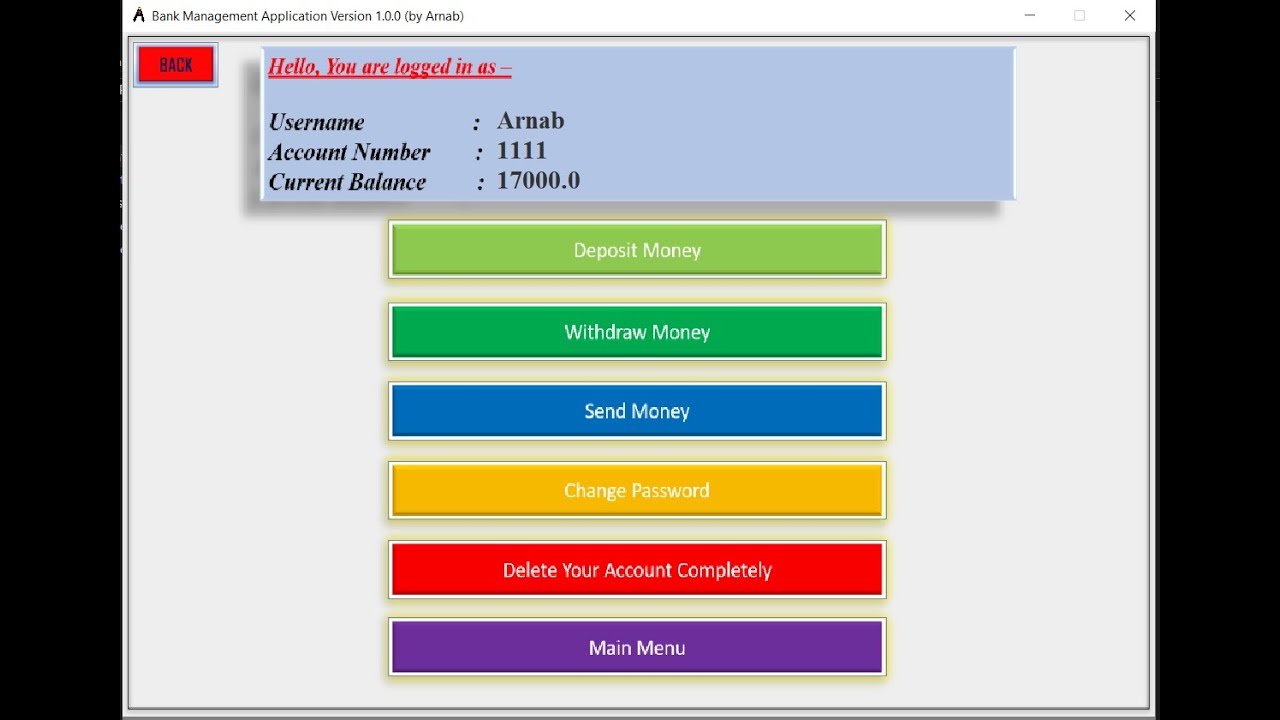 Bank Management Application Version 1.0.0 (by Arnab)
BACK
Hello, You are logged in as –
Username : Arnab
Account Number : 1111
Current Balance : 17000.0
Deposit Money
Withdraw Money
Send Money
Change Password
Delete Your Account Completely
Main Menu